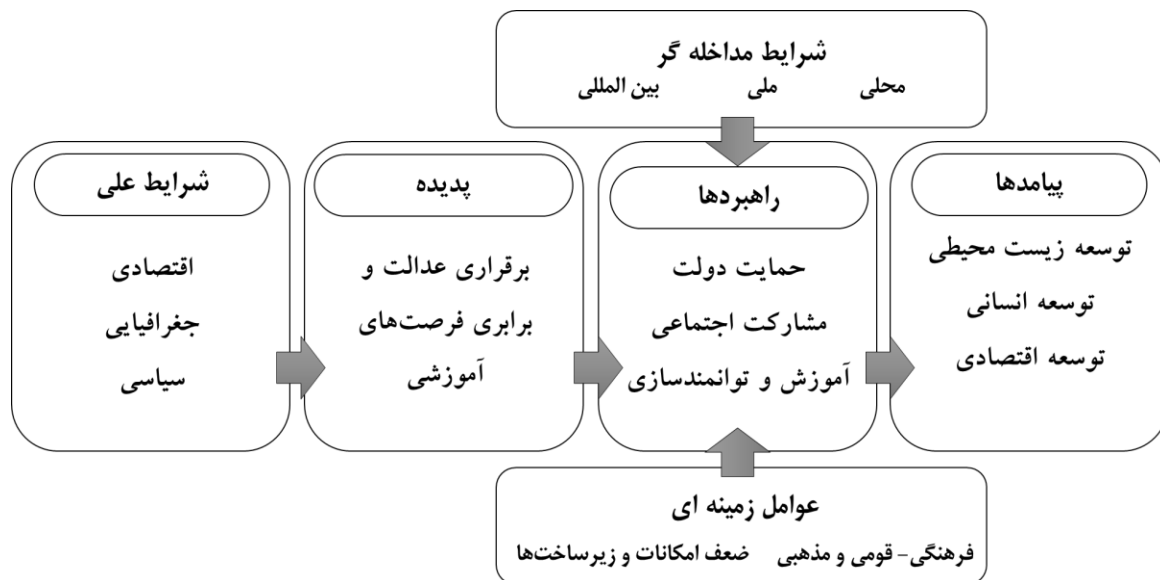 شرایط مداخله گر
محلی ملی بین المللی
شرایط علی
اقتصادی
جغرافیایی
سیاسی
پدیده
برقراری عدالت و
برابری فرصت‌های
آموزشی
راهبردها
حمایت دولت
مشارکت اجتماعی
آموزش و توانمندسازی
پیامدها
توسعه زیست محیطی
توسعه انسانی
توسعه اقتصادی
عوامل زمینه ای
فرهنگی- قومی و مذهبی ضعف امکانات و زیرساخت‌ها